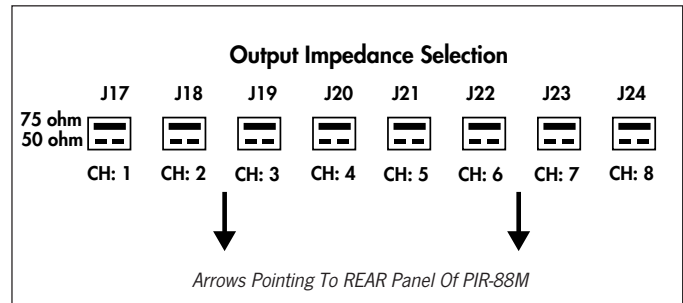 Output Impedance Selection
J17 J18 J19 J20 J21 J22 J23 J24
75 ohm
50 ohm
CH: 1 CH: 2 CH: 3 CH: 4 CH: 5 CH: 6 CH: 7 CH: 8
Arrows Pointing To REAR Panel Of PIR-88M